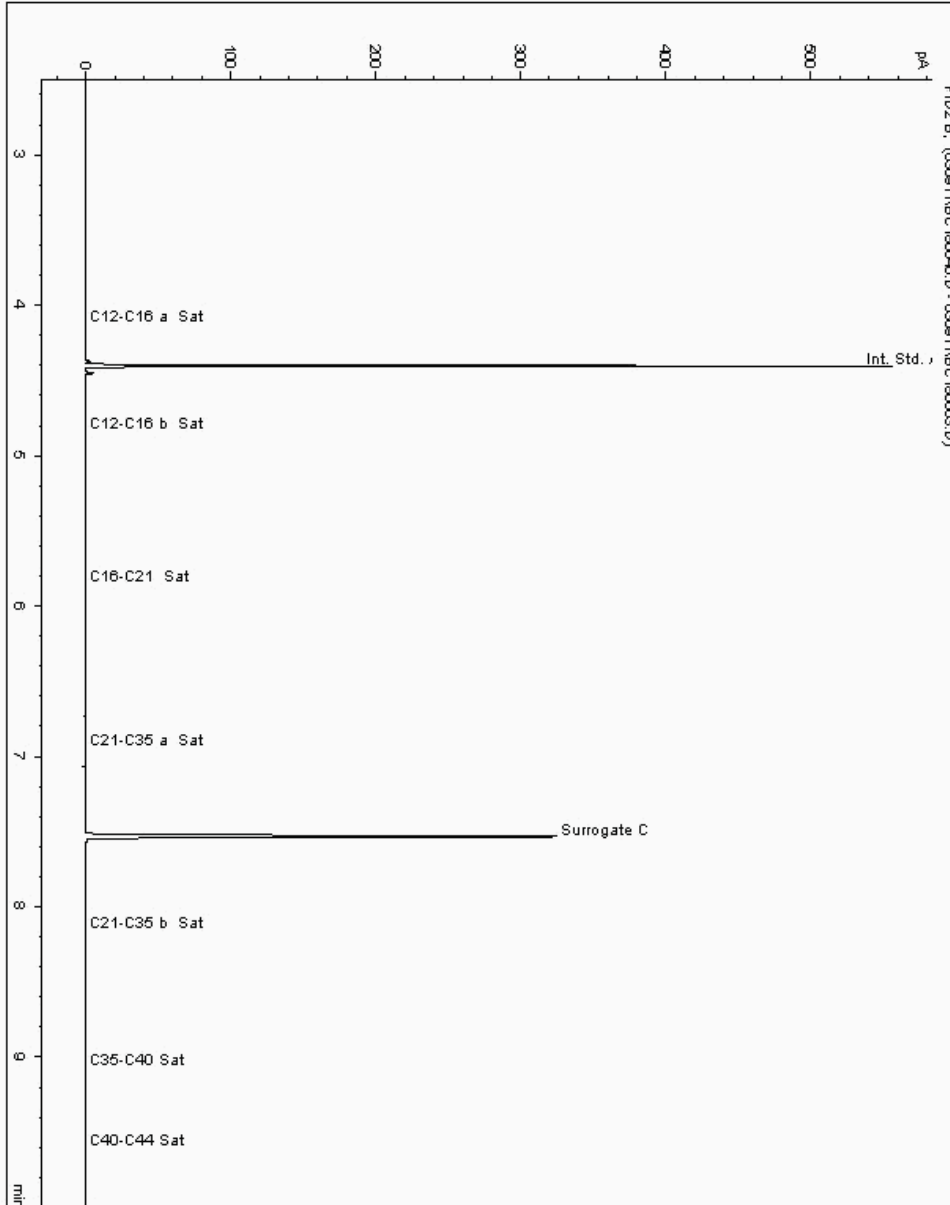 pA
0
100
200
300
400
500
3
4
5
6
7
8
9
min
C12-C16 a Sat
Int. Std.
C12-C16 b Sat
C16-C21 Sat
C21-C35 a Sat
Surrogate C
C21-C35 b Sat
C35-C40 Sat
C40-C44 Sat